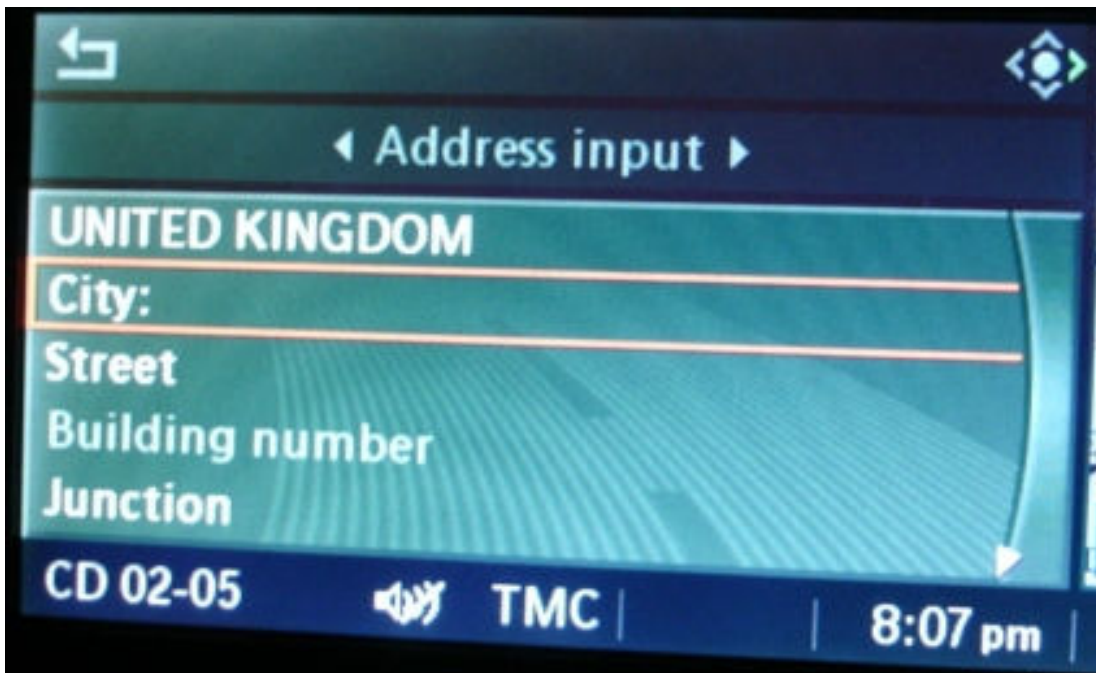 Address input
UNITED KINGDOM
City:
Street
Building number
Junction
CD 02-05 TMC 8:07 pm